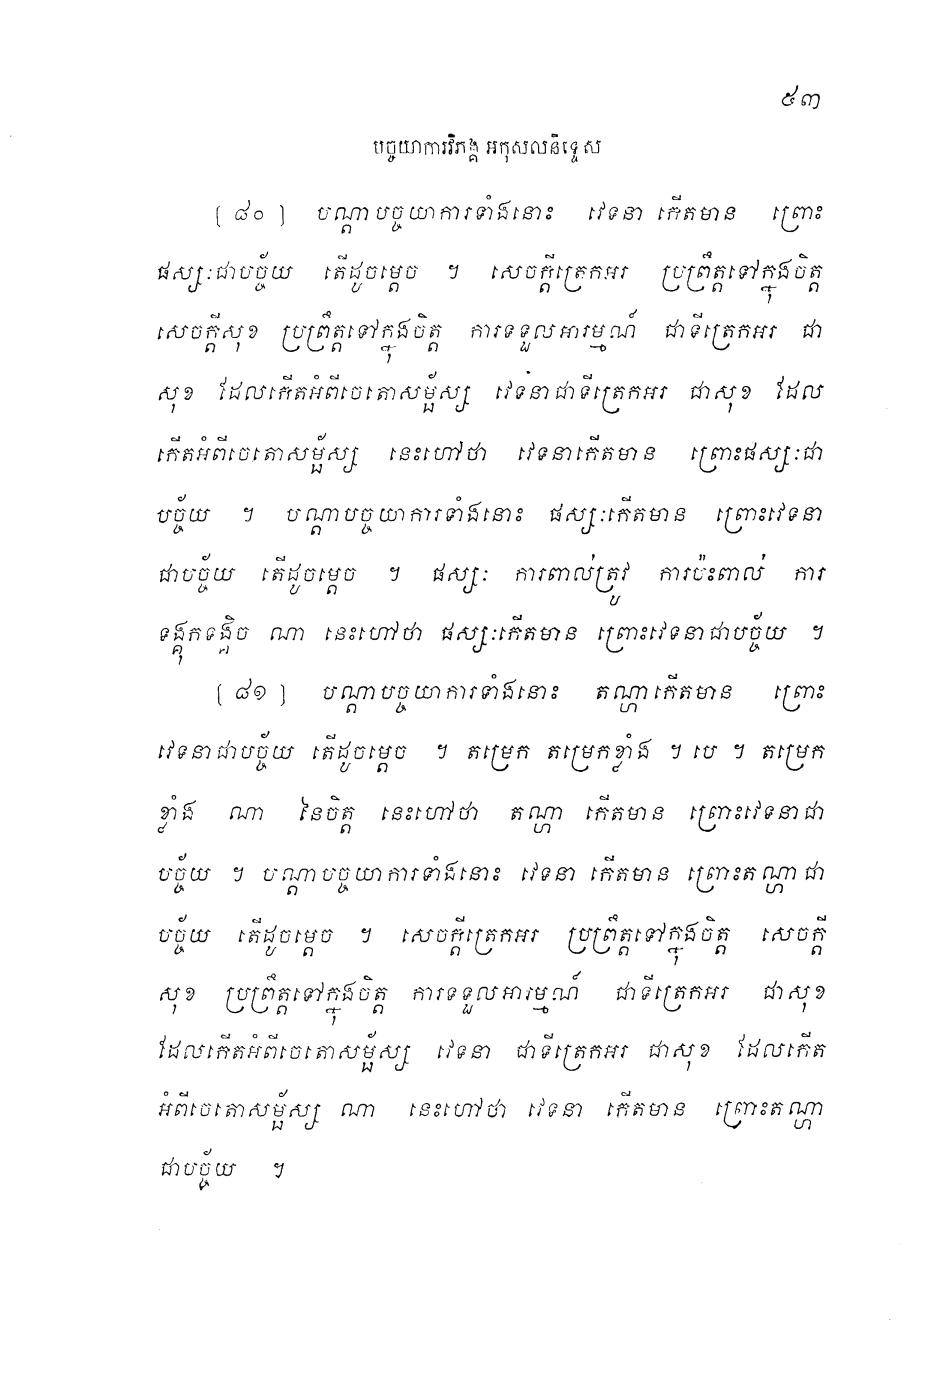 ៥៣
បច្ចយាការវិភង្គ អកុសលនិទ្ទេស
[ ៨០ ] បណ្តាបច្ចយាការទាំងនោះ វេទនា កើតមាន ព្រោះ
ផស្សៈជាបច្ច័យ តើដូចម្តេច ។ សេចក្តីត្រេកអរ ប្រព្រឹត្តទៅក្នុងចិត្ត
សេចក្តីសុខ ប្រព្រឹត្តទៅក្នុងចិត្ត ការទទួលអារម្មណ៍ ជាទីត្រេកអរ ជា
សុខ ដែលកើតអំពីចេតោសម្ផ័ស្ស វេទនាជាទីត្រេកអរ ជាសុខ ដែល
កើតអំពីចេតោសម្ផ័ស្ស នេះហៅថា វេទនាកើតមាន ព្រោះផស្សៈជា
បច្ច័យ ។ បណ្តាបច្ចយាការទាំងនោះ ផស្សៈកើតមាន ព្រោះវេទនា
ជាបច្ច័យ តើដូចម្តេច ។ ផស្សៈ ការពាល់ត្រូវ ការប៉ះពាល់ ការ
ទង្គុកទង្គិច ណា នេះហៅថា ផស្សៈកើតមាន ព្រោះវេទនាជាបច្ច័យ ។
[ ៨១ ] បណ្តាបច្ចយាការទាំងនោះ តណ្ហាកើតមាន ព្រោះ
វេទនាជាបច្ច័យ តើដូចម្តេច ។ តម្រេក តម្រេកខ្លាំង ។ បេ ។ តម្រេក
ខ្លាំង ណា នៃចិត្ត នេះហៅថា តណ្ហា កើតមាន ព្រោះវេទនាជា
បច្ច័យ ។ បណ្តាបច្ចយាការទាំងនោះ វេទនា កើតមាន ព្រោះតណ្ហាជា
បច្ច័យ តើដូចម្តេច ។ សេចក្តីត្រេកអរ ប្រព្រឹត្តទៅក្នុងចិត្ត សេចក្តី
សុខ ប្រព្រឹត្តទៅក្នុងចិត្ត ការទទួលអារម្មណ៍ ជាទីត្រេកអរ ជាសុខ
ដែលកើតអំពីចេតោសម្ផ័ស្ស វេទនា ជាទីត្រេកអរ ជាសុខ ដែលកើត
អំពីចេតោសម្ផ័ស្ស ណា នេះហៅថា វេទនា កើតមាន ព្រោះតណ្ហា
ជាបច្ច័យ ។